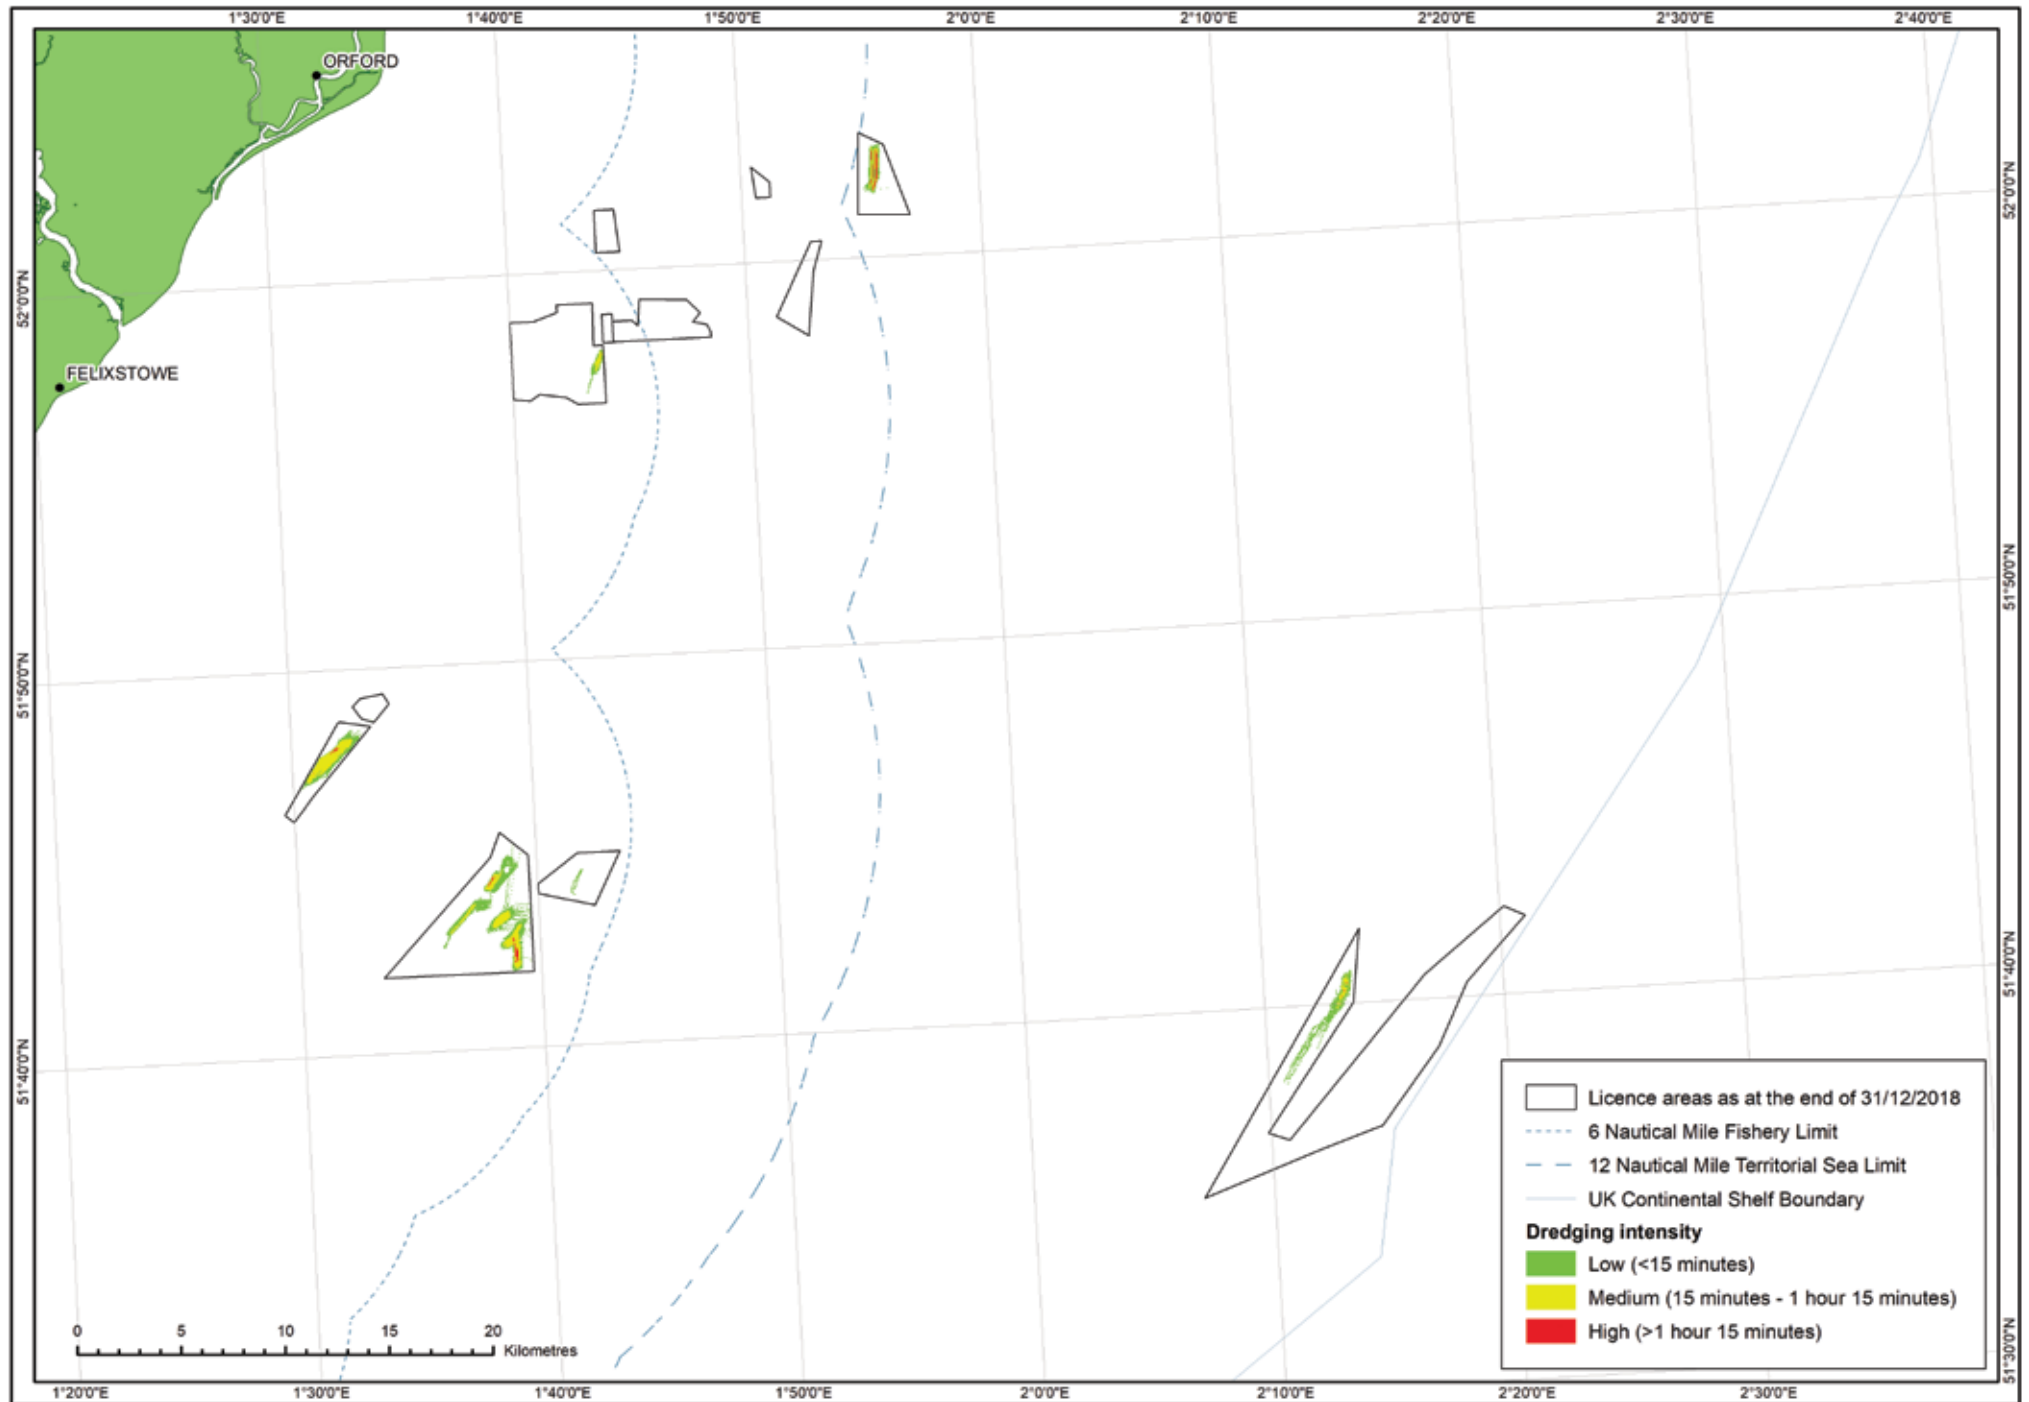 1°30'0"E 1°40'0"E 1°50'0"E 2°0'0"E 2°10'0"E 2°20'0"E 2°30'0"E 2°40'0"E
ORFORD
52°0'0"N
52°0'0"N
FELIXSTOWE
51°50'0"N
51°50'0"N
51°40'0"N
51°40'0"N
Licence areas as at the end of 31/12/2018
6 Nautical Mile Fishery Limit
12 Nautical Mile Territorial Sea Limit
UK Continental Shelf Boundary
Dredging intensity
Low (<15 minutes)
Medium (15 minutes - 1 hour 15 minutes)
High (>1 hour 15 minutes)
0 5 10 15 20
Kilometres
51°30'0"N
1°20'0"E 1°30'0"E 1°40'0"E 1°50'0"E 2°0'0"E 2°10'0"E 2°20'0"E 2°30'0"E